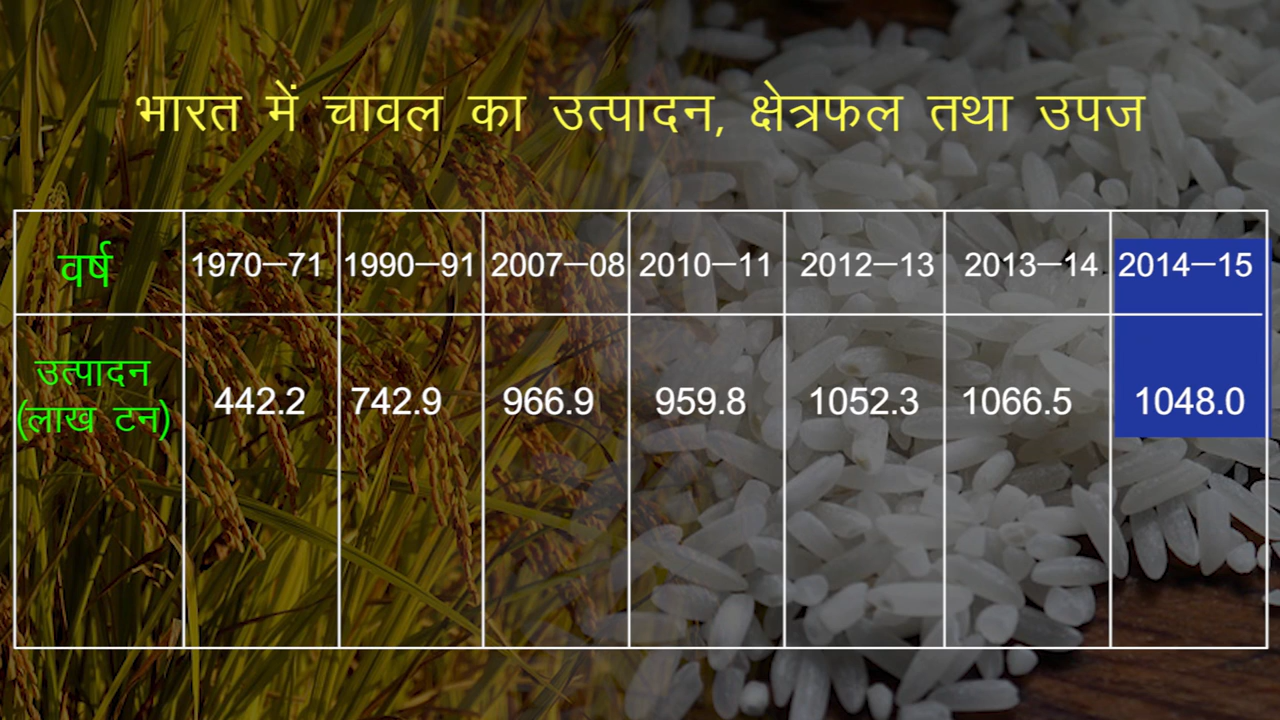 भारत में चावल का उत्पादन, क्षेत्रफल तथा उपज
वर्ष 1970–71 1990–91 2007–08 2010–11 2012–13 2013–14 2014–15
उत्पादन
(लाख टन) 442.2 742.9 966.9 959.8 1052.3 1066.5 1048.0